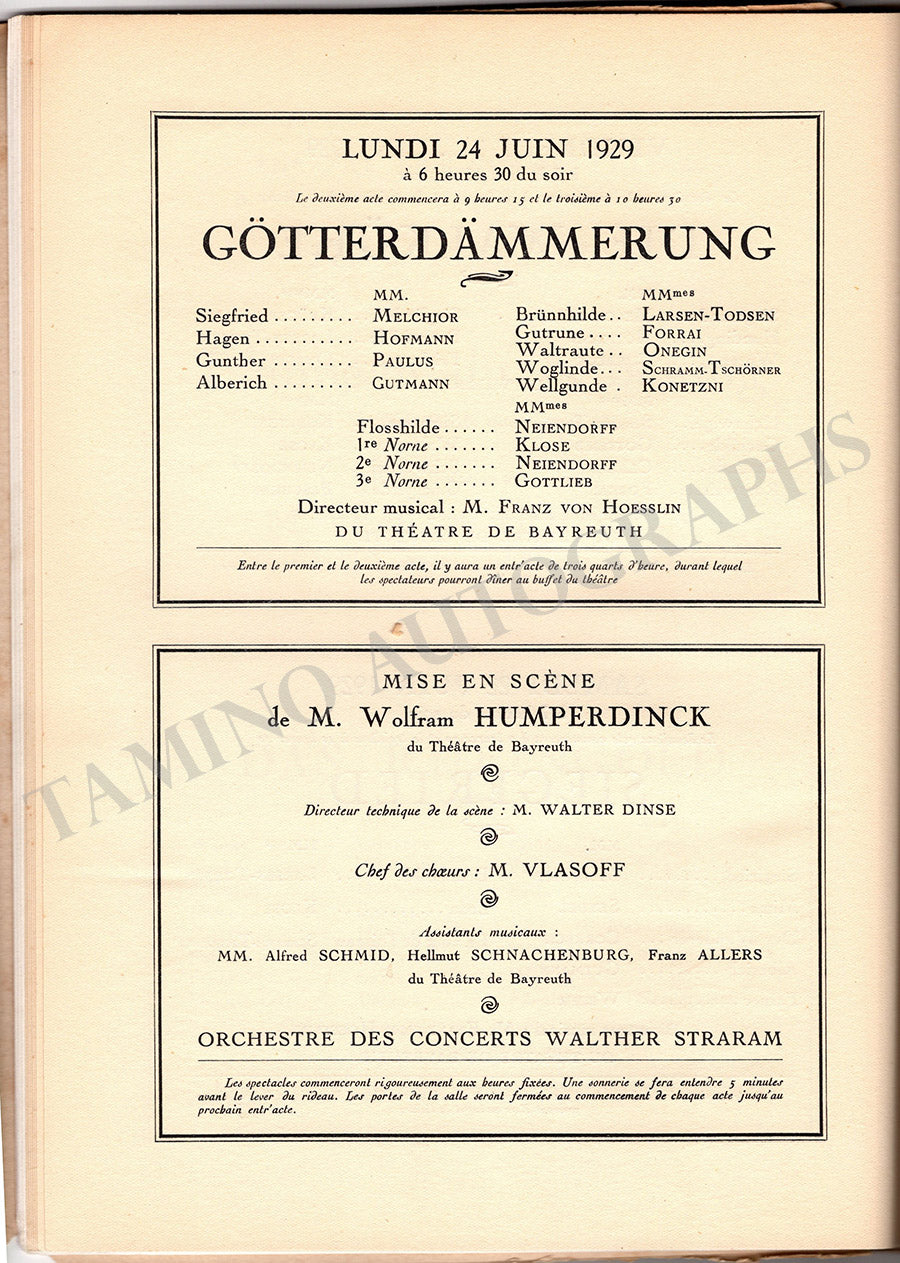 LUNDI 24 JUIN 1929
à 6 heures 30 du soir
Le deuxième acte commencera à 9 heures 15 et le troisième à 10 heures 30
GÖTTERDÄMMERUNG
MM.
Siegfried ......... MELCHIOR
Hagen ........... HOFMANN
Gunther ......... PAULUS
Alberich ......... GUTMANN
MMmes
Brünnhilde.. LARSEN-TODSEN
Gutrune .... FORRAI
Waltraute .. ONEGIN
Woglinde... SCHRAMM-TSCHÖRNER
Wellgunde . KONETZNI
MMmes
Flosshilde ...... NEIENDORFF
1re Norne ....... KLOSE
2e Norne ....... NEIENDORFF
3e Norne ....... GOTTLIEB
Directeur musical : M. FRANZ VON HOESSLIN
DU THÉATRE DE BAYREUTH
Entre le premier et le deuxième acte, il y aura un entr'acte de trois quarts d'heure, durant lequel
les spectateurs pourront dîner au buffet du théâtre
TAMINO AUTOGRAPHS
MISE EN SCÈNE
de M. Wolfram HUMPERDINCK
du Théâtre de Bayreuth
Directeur technique de la scène : M. WALTER DINSE
Chef des chœurs : M. VLASOFF
Assistants musicaux :
MM. Alfred SCHMID, Hellmut SCHNACHENBURG, Franz ALLERS
du Théâtre de Bayreuth
ORCHESTRE DES CONCERTS WALTHER STRARAM
Les spectacles commenceront rigoureusement aux heures fixées. Une sonnerie se fera entendre 5 minutes
avant le lever du rideau. Les portes de la salle seront fermées au commencement de chaque acte jusqu'au
prochain entr'acte.